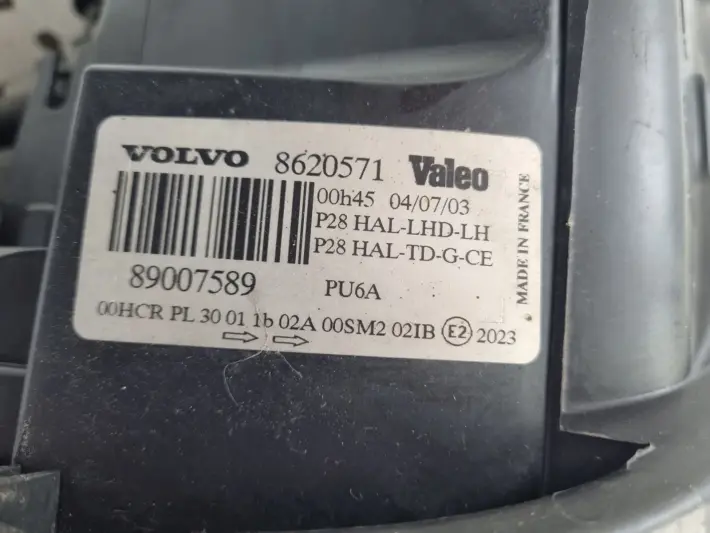 VOLVO 8620571 Valeo
00h45 04/07/03
P28 HAL-LHD-LH
P28 HAL-TD-G-CE
89007589 PU6A
00HCR PL 30 01 1b 02A 00SM2 02IB E2 2023
MADE IN FRANCE